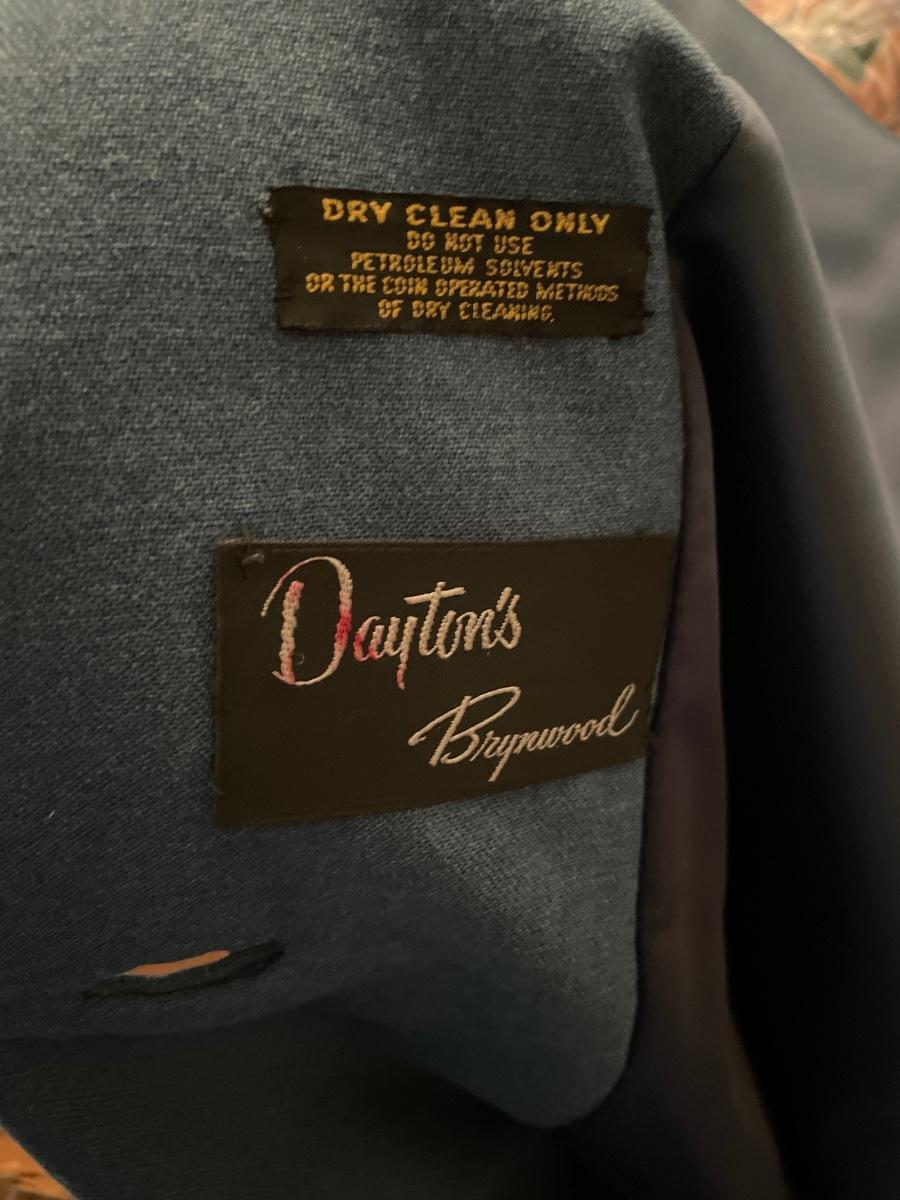 DRY CLEAN ONLY
DO NOT USE
PETROLEUM SOLVENTS
OR THE COIN OPERATED METHODS
OF DRY CLEANING.
Dayton's
Brynwood